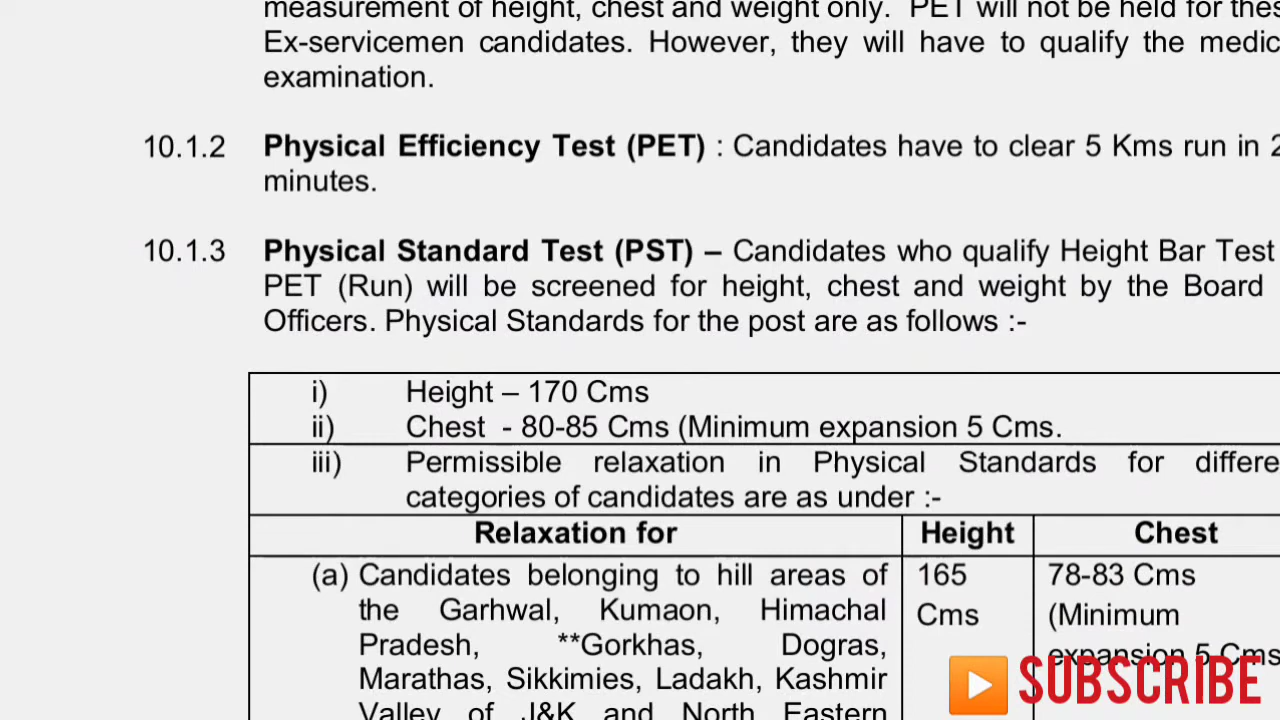 measurement of height, chest and weight only. PET will not be held for these
Ex-servicemen candidates. However, they will have to qualify the
examination.
10.1.2 Physical Efficiency Test (PET) : Candidates have to clear 5 Kms run in
minutes.
10.1.3 Physical Standard Test (PST) – Candidates who qualify Height Bar Test
PET (Run) will be screened for height, chest and weight by the Board
Officers. Physical Standards for the post are as follows :-
i) Height – 170 Cms
ii) Chest - 80-85 Cms (Minimum expansion 5 Cms.
iii) Permissible relaxation in Physical Standards for
categories of candidates are as under :-
Relaxation for Height Chest
(a) Candidates belonging to hill areas of 165 78-83 Cms
the Garhwal, Kumaon, Himachal Cms (Minimum
Pradesh, **Gorkhas, Dogras, expansion 5 Cms
Marathas, Sikkimies, Ladakh, Kashmir
Valley of J&K and North Eastern
SUBSCRIBE